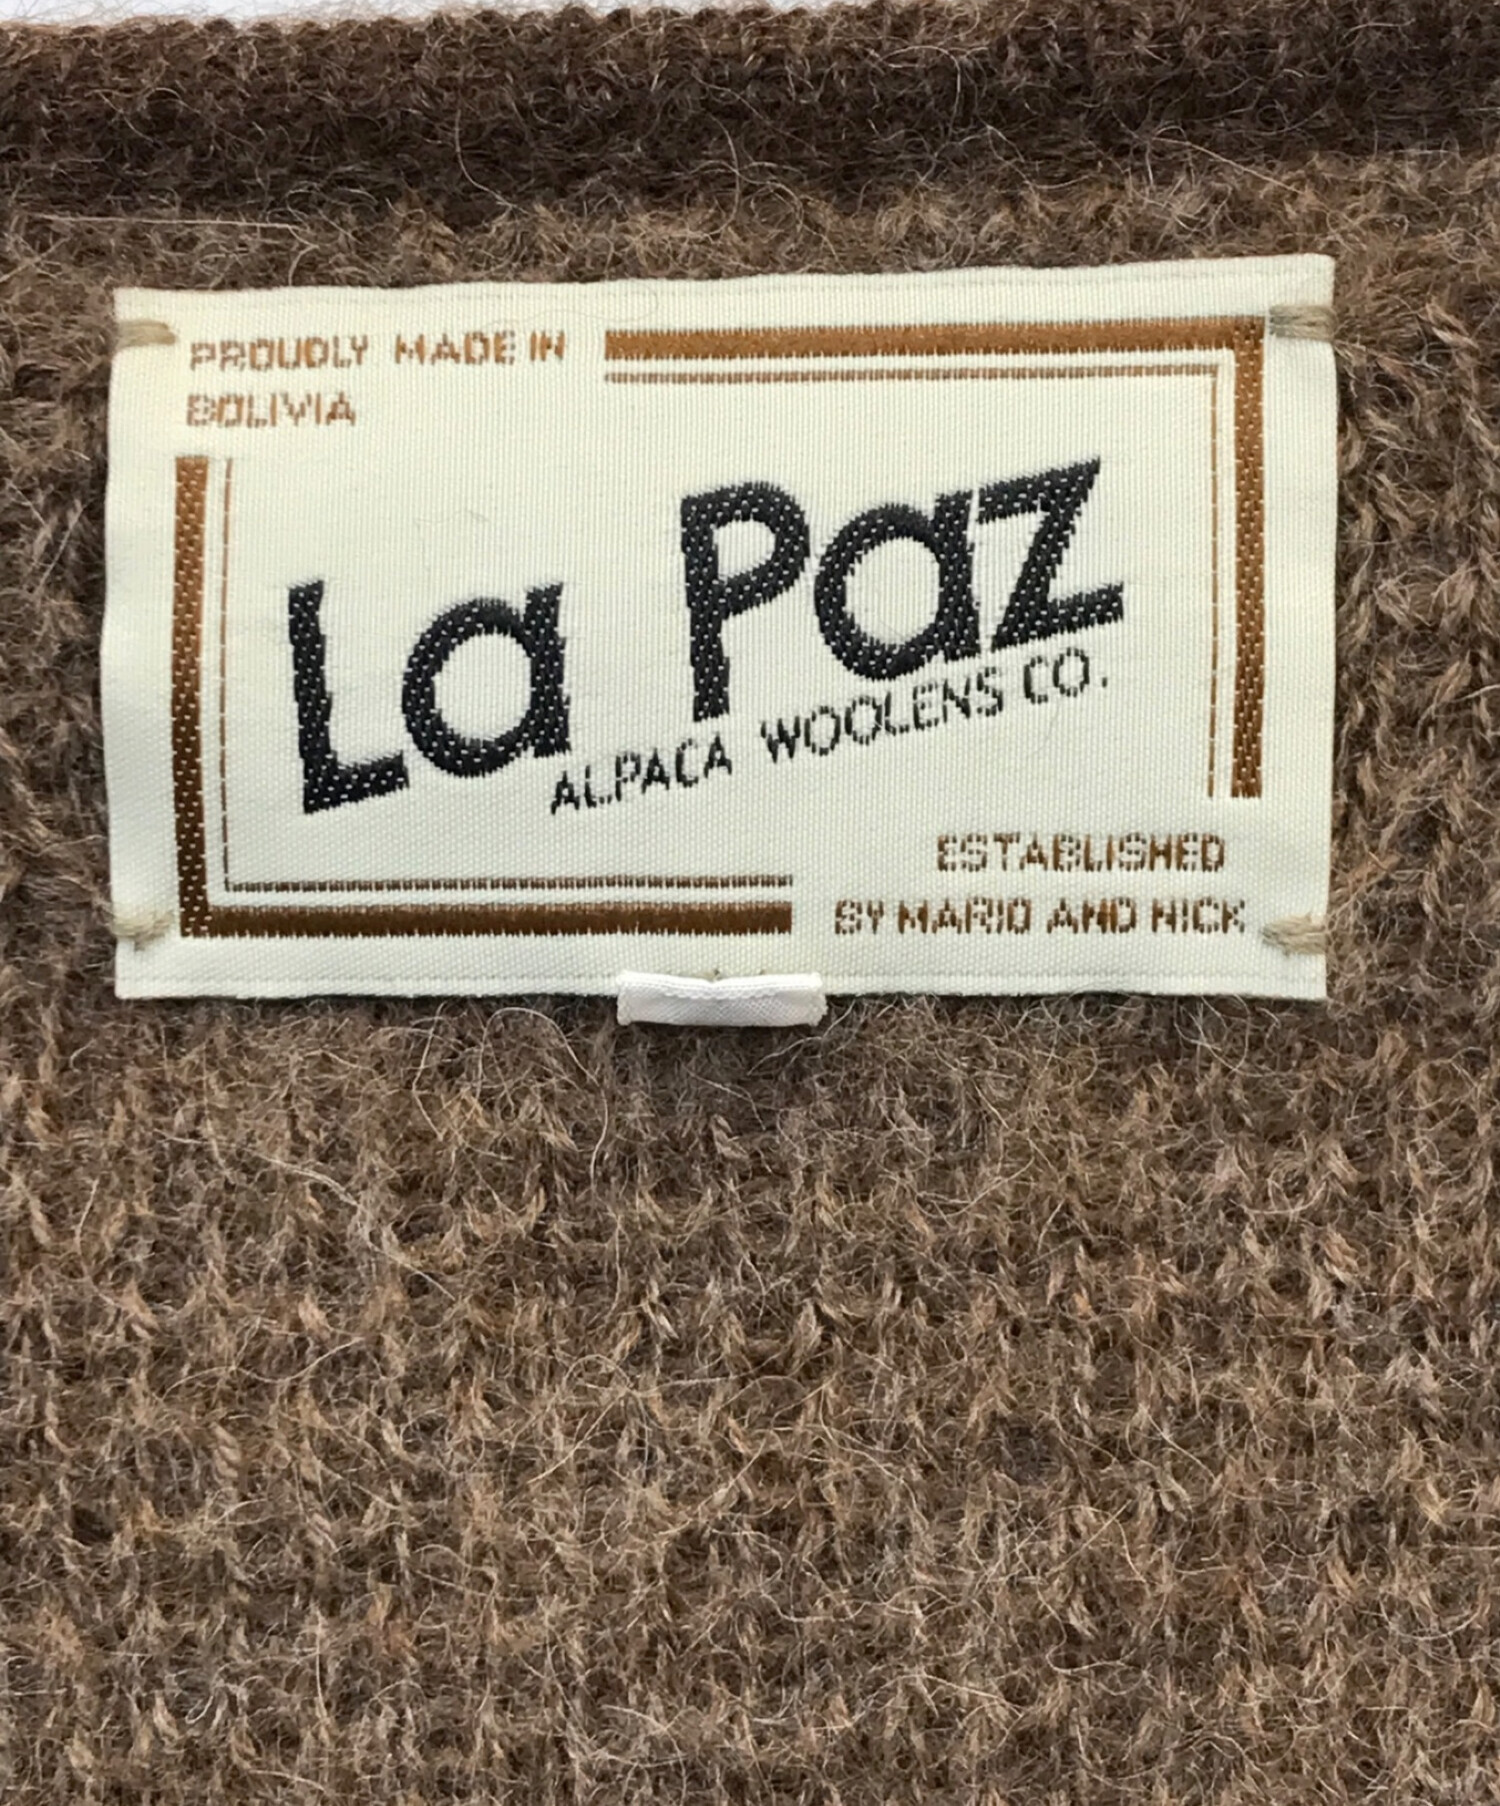 PROUDLY MADE IN
BOLIVIA
La Paz
ALPACA WOOLENS CO.
ESTABLISHED
BY MARIO AND NICK